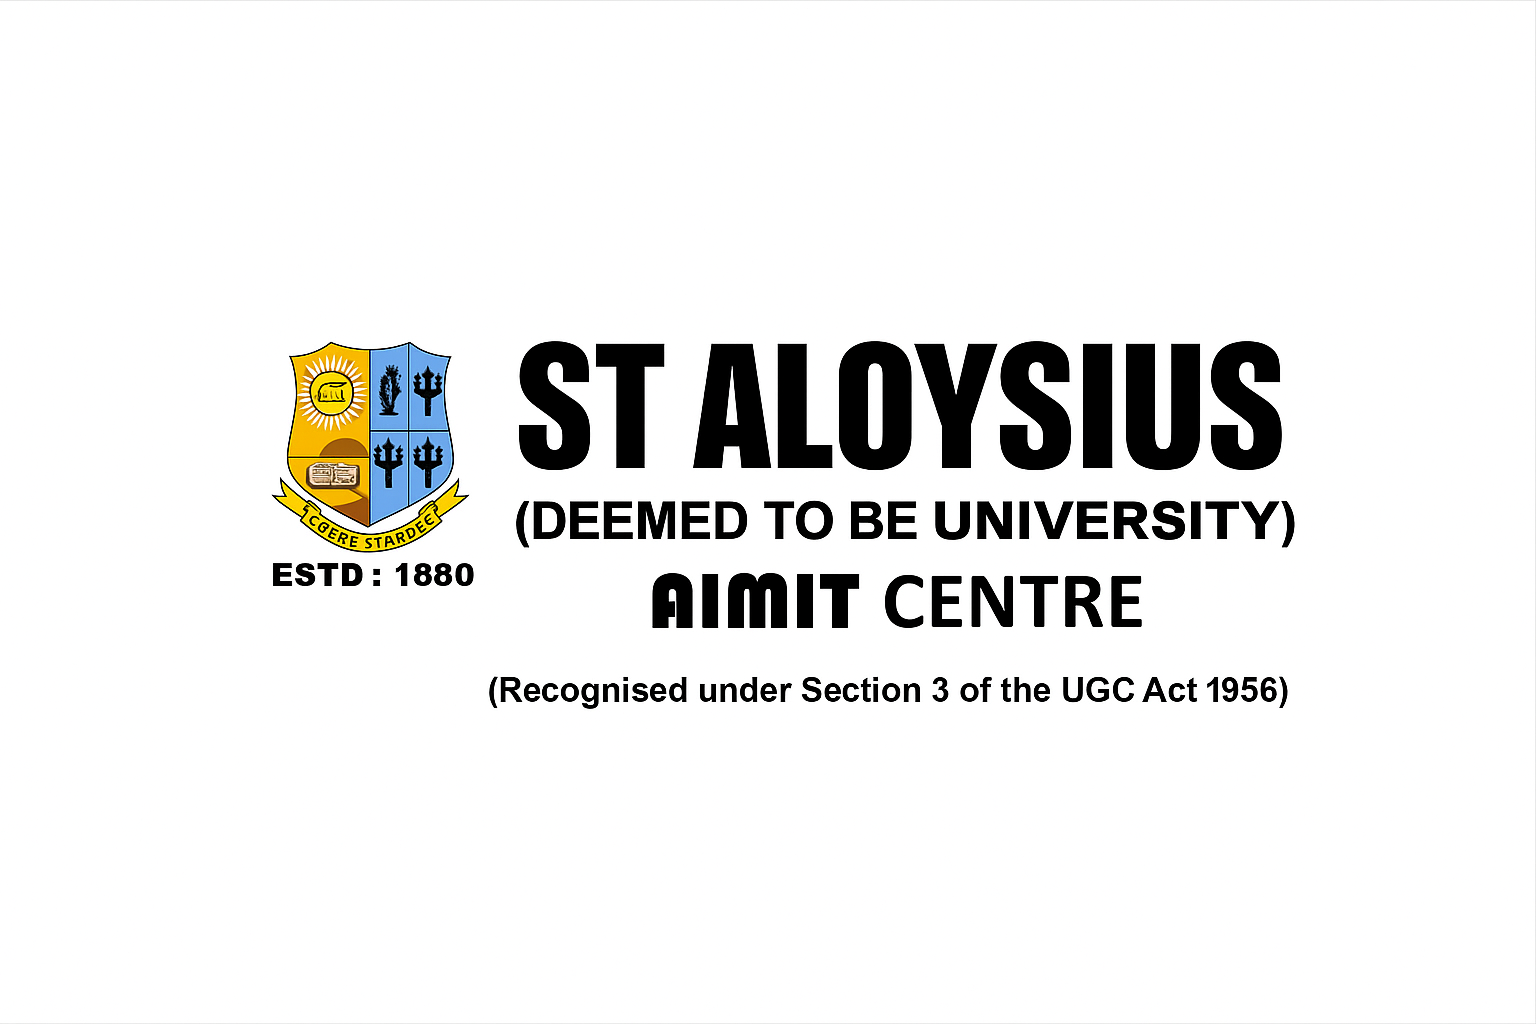 ST ALOYSIUS
(DEEMED TO BE UNIVERSITY)
AIMIT CENTRE
(Recognised under Section 3 of the UGC Act 1956)
STARDEE
ESTD : 1880